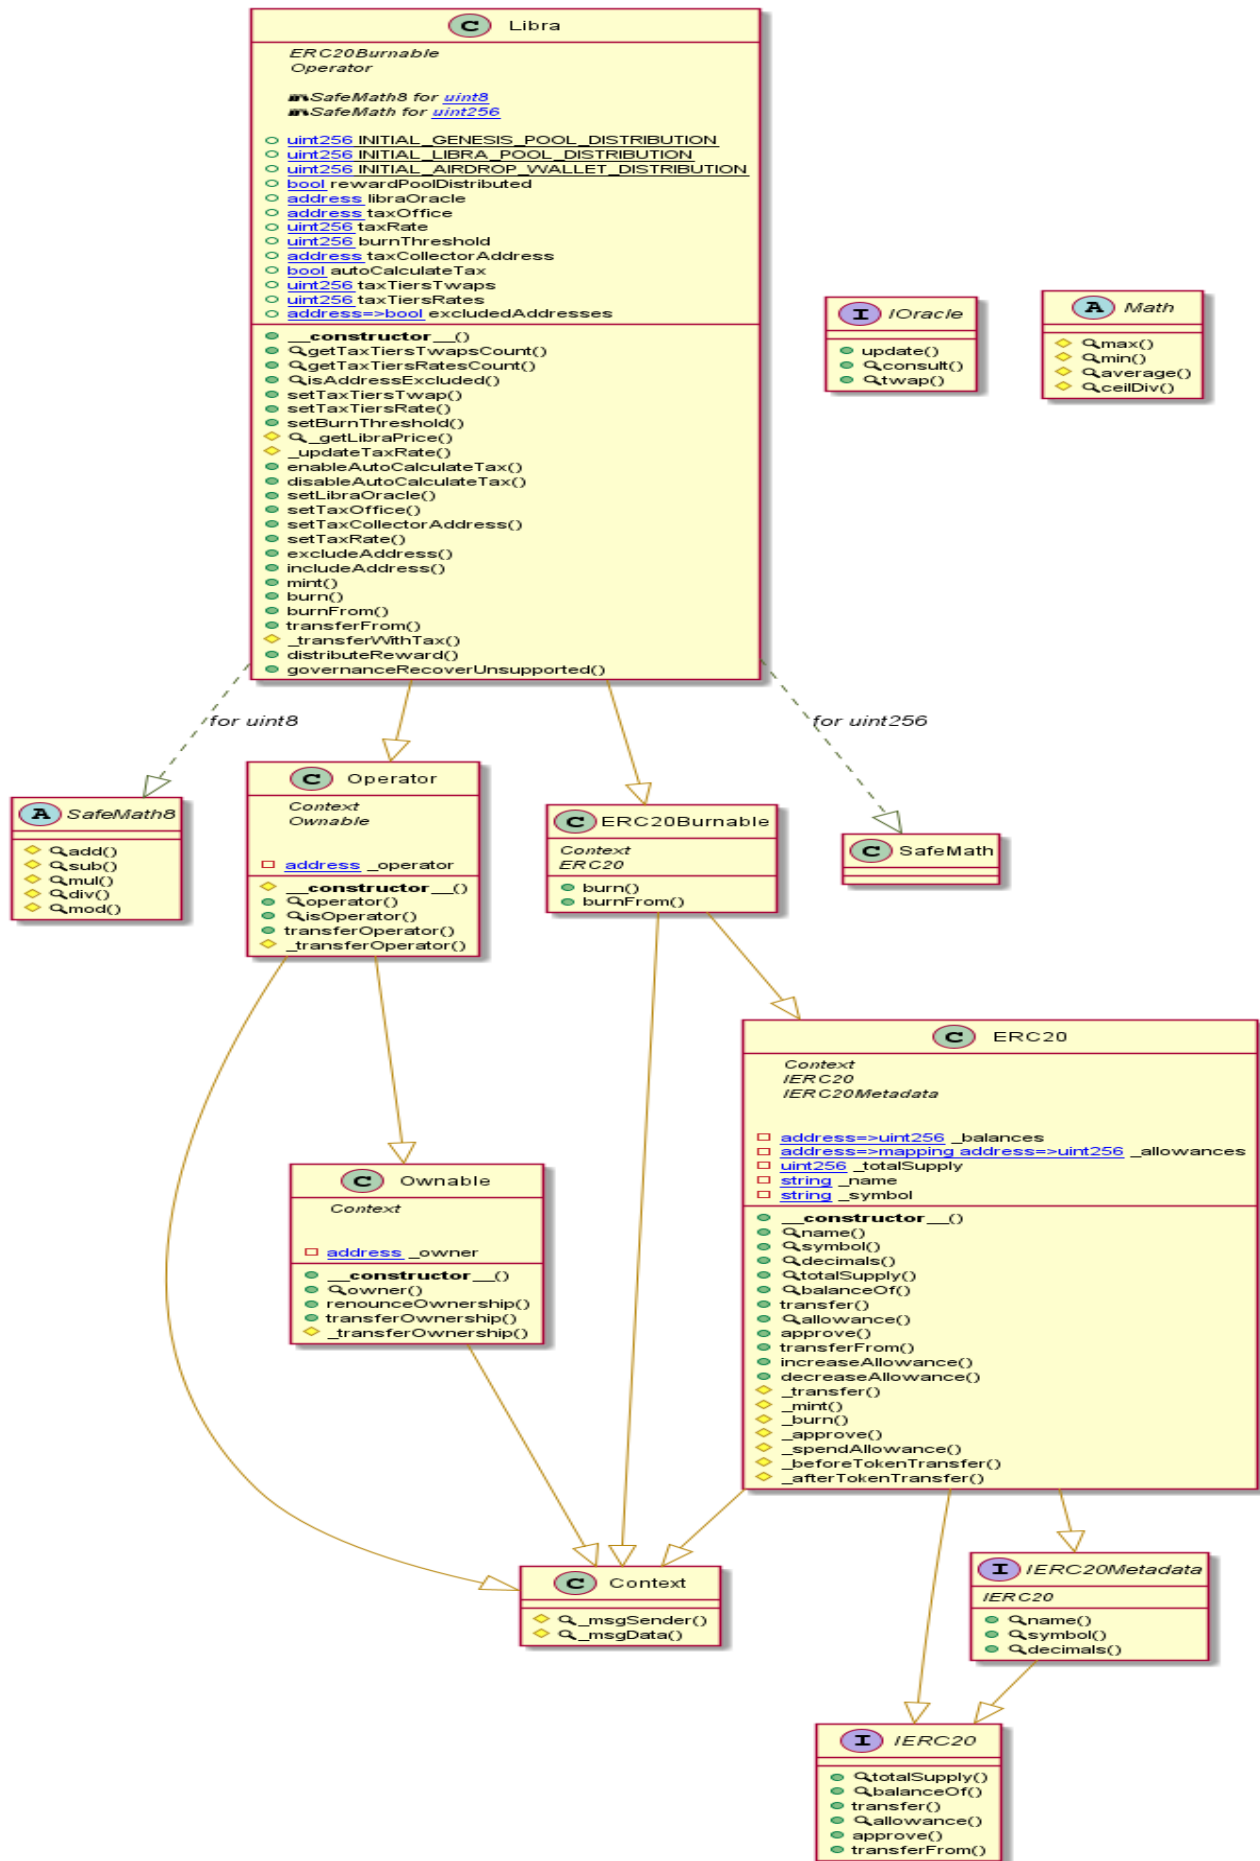 C Libra
ERC20Burnable
Operator
SafeMath8 for uint8
SafeMath for uint256
uint256 INITIAL_GENESIS_POOL_DISTRIBUTION
uint256 INITIAL_LIBRA_POOL_DISTRIBUTION
uint256 INITIAL_AIRDROP_WALLET_DISTRIBUTION
bool rewardPoolDistributed
address libraOracle
address taxOffice
uint256 taxRate
uint256 burnThreshold
address taxCollectorAddress
bool autoCalculateTax
uint256 taxTiersTwaps
uint256 taxTiersRates
address=>bool excludedAddresses
__constructor__()
getTaxTiersTwapsCount()
getTaxTiersRatesCount()
isAddressExcluded()
setTaxTiersTwap()
setTaxTiersRate()
setBurnThreshold()
_getLibraPrice()
_updateTaxRate()
enableAutoCalculateTax()
disableAutoCalculateTax()
setLibraOracle()
setTaxOffice()
setTaxCollectorAddress()
setTaxRate()
excludeAddress()
includeAddress()
mint()
burn()
burnFrom()
transferFrom()
_transferWithTax()
distributeReward()
governanceRecoverUnsupported()
I IOracle
update()
consult()
twap()
A Math
max()
min()
average()
ceilDiv()
for uint8
for uint256
A SafeMath8
add()
sub()
mul()
div()
mod()
C Operator
Context
Ownable
address _operator
__constructor__()
operator()
isOperator()
transferOperator()
_transferOperator()
C ERC20Burnable
Context
ERC20
burn()
burnFrom()
C SafeMath
C ERC20
Context
IERC20
IERC20Metadata
address=>uint256 _balances
address=>mapping address=>uint256 _allowances
uint256 _totalSupply
string _name
string _symbol
__constructor__()
name()
symbol()
decimals()
totalSupply()
balanceOf()
transfer()
allowance()
approve()
transferFrom()
increaseAllowance()
decreaseAllowance()
_transfer()
_mint()
_burn()
_approve()
_spendAllowance()
_beforeTokenTransfer()
_afterTokenTransfer()
C Ownable
Context
address _owner
__constructor__()
owner()
renounceOwnership()
transferOwnership()
_transferOwnership()
C Context
_msgSender()
_msgData()
I IERC20Metadata
IERC20
name()
symbol()
decimals()
I IERC20
totalSupply()
balanceOf()
transfer()
allowance()
approve()
transferFrom()